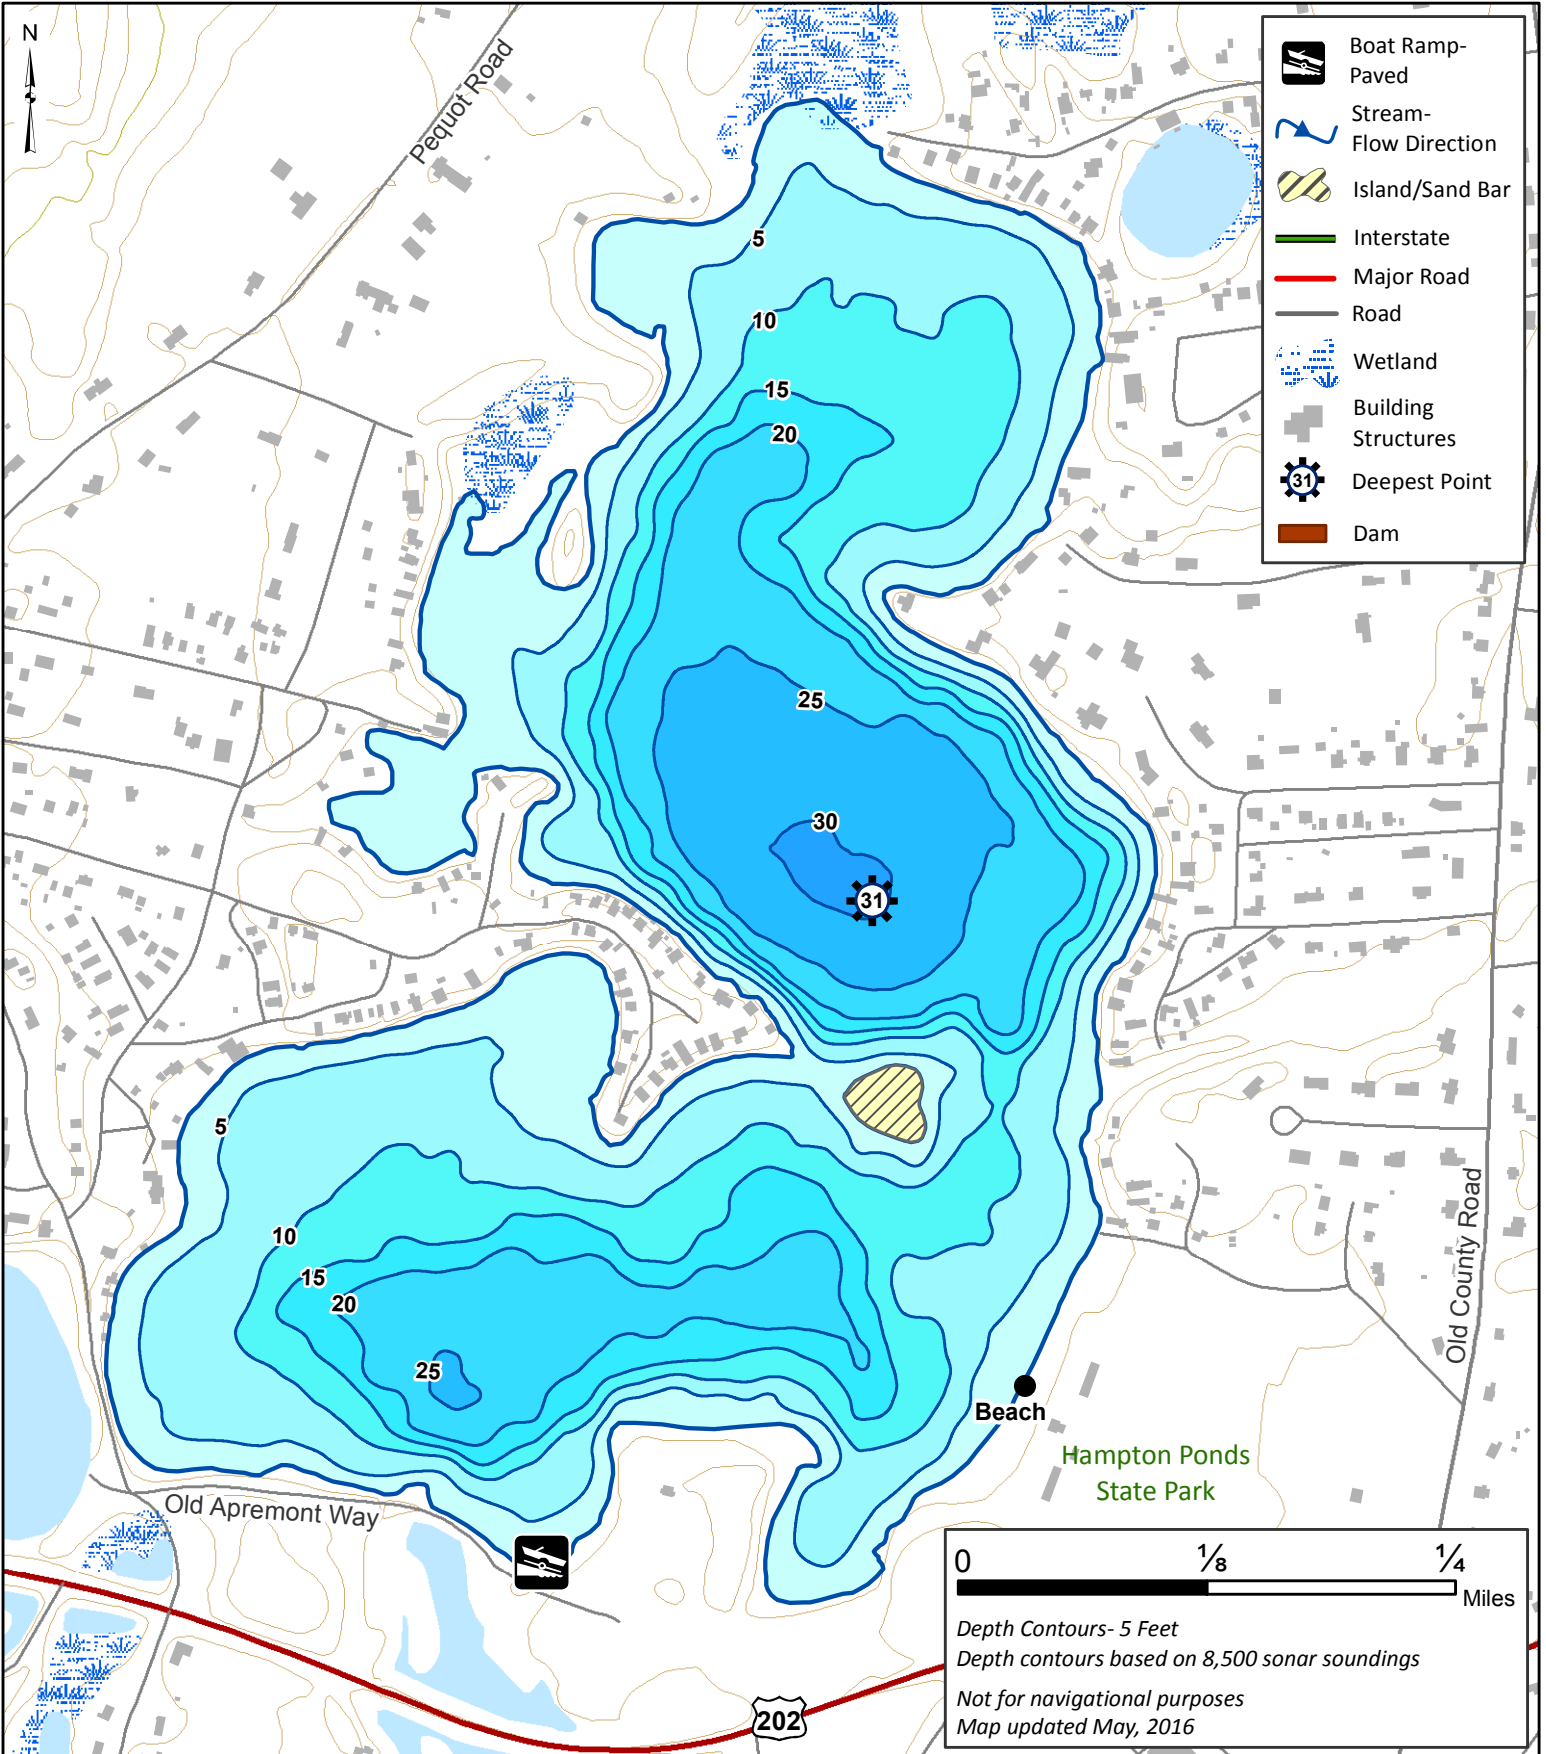 N
Pequot Road
Boat Ramp-
Paved
Stream-
Flow Direction
Island/Sand Bar
Interstate
Major Road
Road
Wetland
Building
Structures
31
Deepest Point
Dam
5
10
15
20
25
30
31
5
10
15
20
25
Beach
Hampton Ponds
State Park
Old County Road
Old Apremont Way
202
0 ⅛ ¼
Miles
Depth Contours- 5 Feet
Depth contours based on 8,500 sonar soundings
Not for navigational purposes
Map updated May, 2016